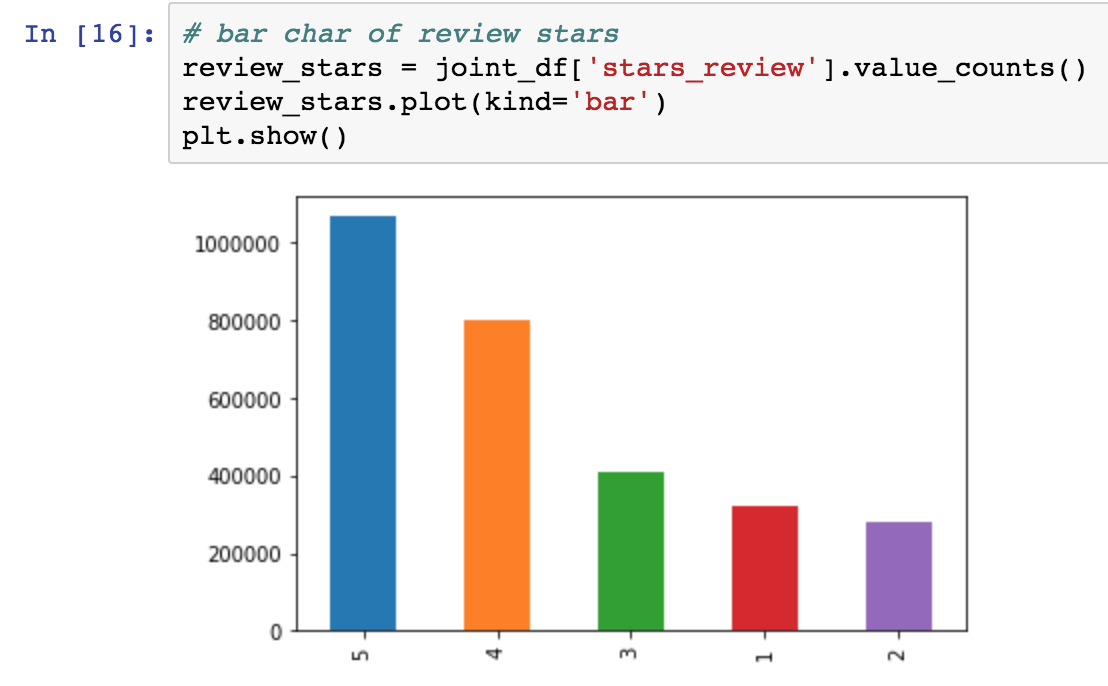 In [16]: # bar char of review stars
review_stars = joint_df['stars_review'].value_counts()
review_stars.plot(kind='bar')
plt.show()
1000000
800000
600000
400000
200000
0
5 4 3 1 2